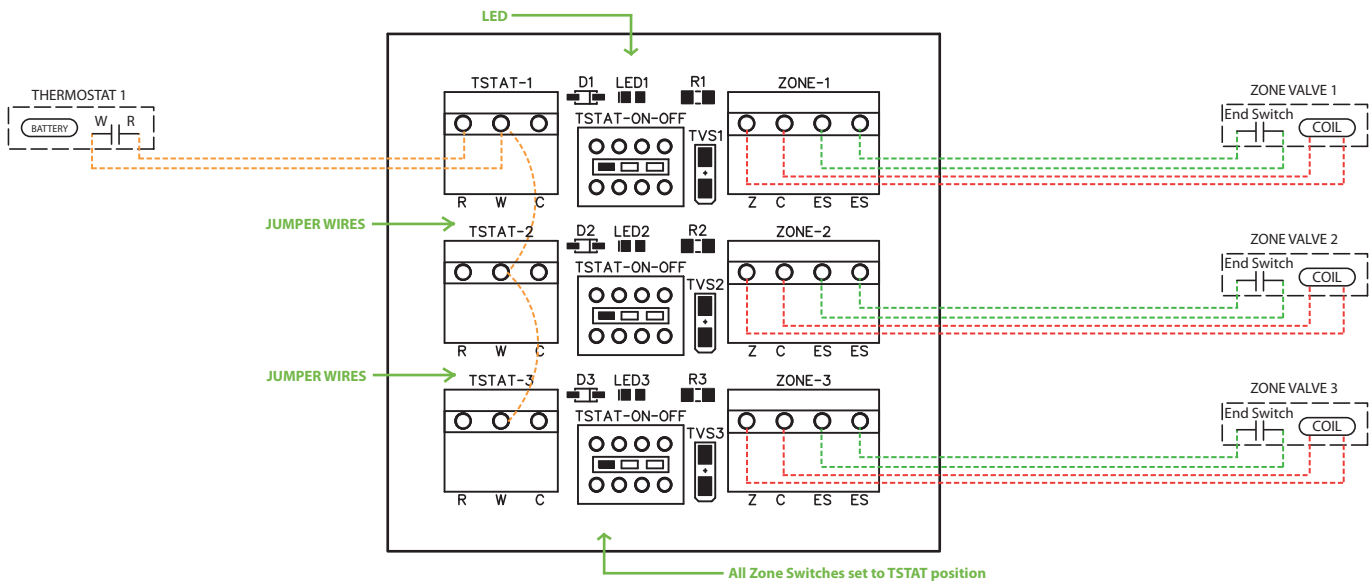 LED
THERMOSTAT 1
BATTERY
W R
TSTAT-1
D1 LED1 R1
ZONE-1
TSTAT-ON-OFF
TVS1
R W C
Z C ES ES
ZONE VALVE 1
End Switch
COIL
JUMPER WIRES
TSTAT-2
D2 LED2 R2
ZONE-2
TSTAT-ON-OFF
TVS2
R W C
Z C ES ES
ZONE VALVE 2
End Switch
COIL
JUMPER WIRES
TSTAT-3
D3 LED3 R3
ZONE-3
TSTAT-ON-OFF
TVS3
R W C
Z C ES ES
ZONE VALVE 3
End Switch
COIL
All Zone Switches set to TSTAT position